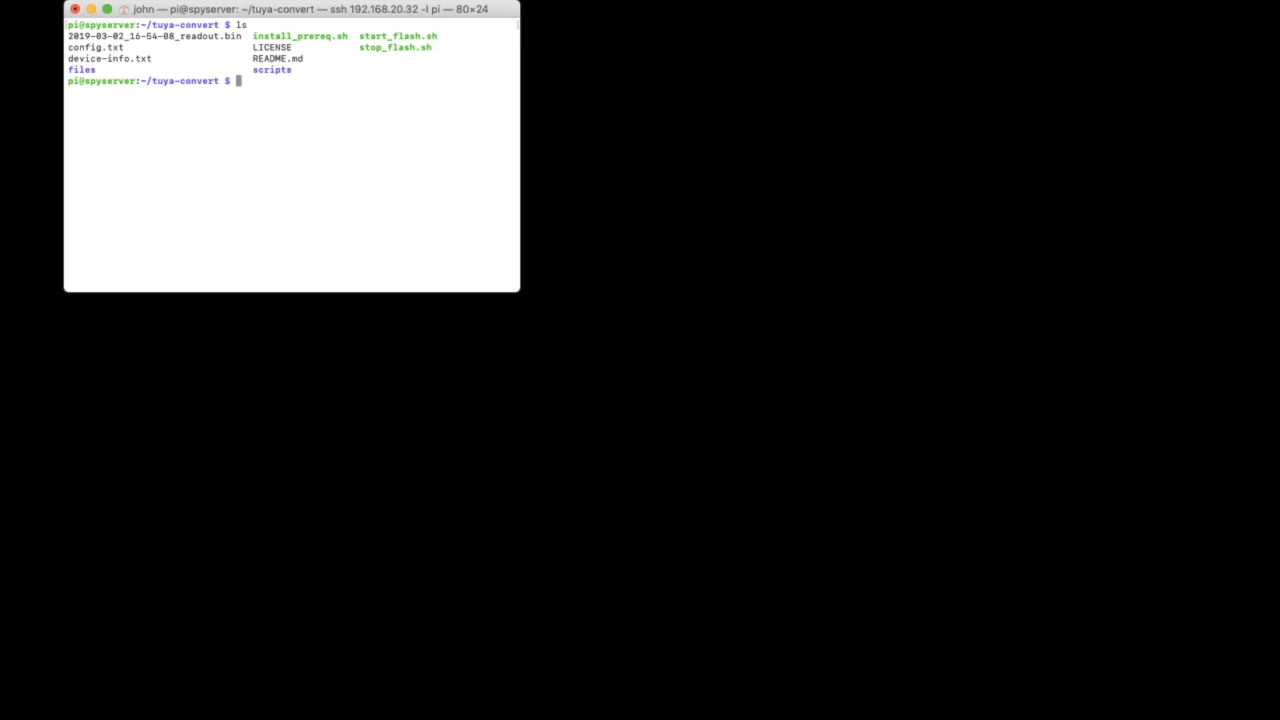 john — pi@spyserver: ~/tuya-convert — ssh 192.168.20.32 -l pi — 80×24
pi@spyserver:~/tuya-convert $ ls
2019-03-02_16-54-08_readout.bin install_prereq.sh start_flash.sh
config.txt LICENSE stop_flash.sh
device-info.txt README.md
files scripts
pi@spyserver:~/tuya-convert $